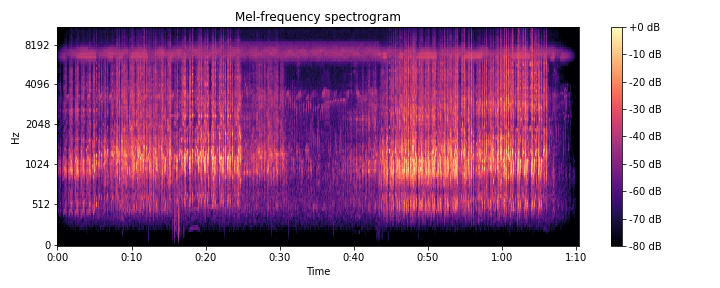 Mel-frequency spectrogram
Hz
8192
4096
2048
1024
512
0
0:00 0:10 0:20 0:30 0:40 0:50 1:00 1:10
Time
+0 dB
-10 dB
-20 dB
-30 dB
-40 dB
-50 dB
-60 dB
-70 dB
-80 dB